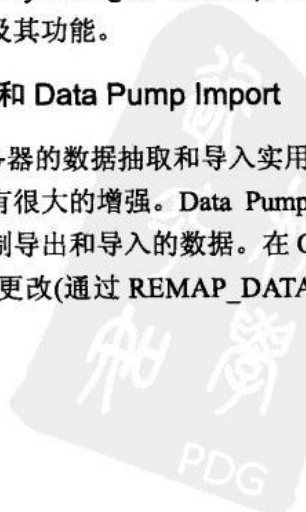 及其功能。
和 Data Pump Import
器的数据抽取和导入实用
有很大的增强。Data Pump
制导出和导入的数据。在
更改(通过 REMAP_DATA
PDG